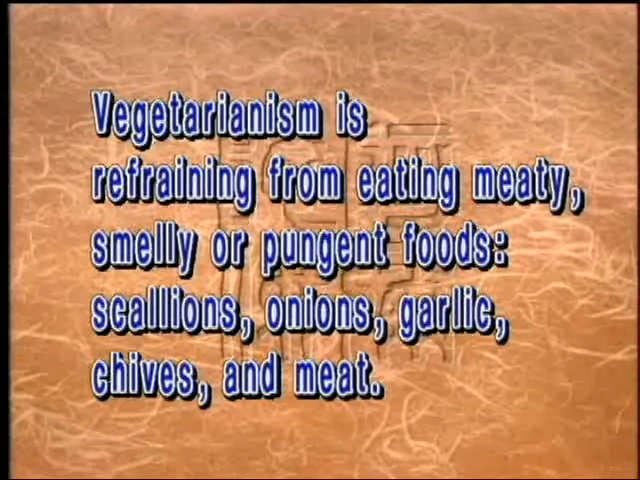 Vegetarianism is
refraining from eating meaty,
smelly or pungent foods:
scallions, onions, garlic,
chives, and meat.